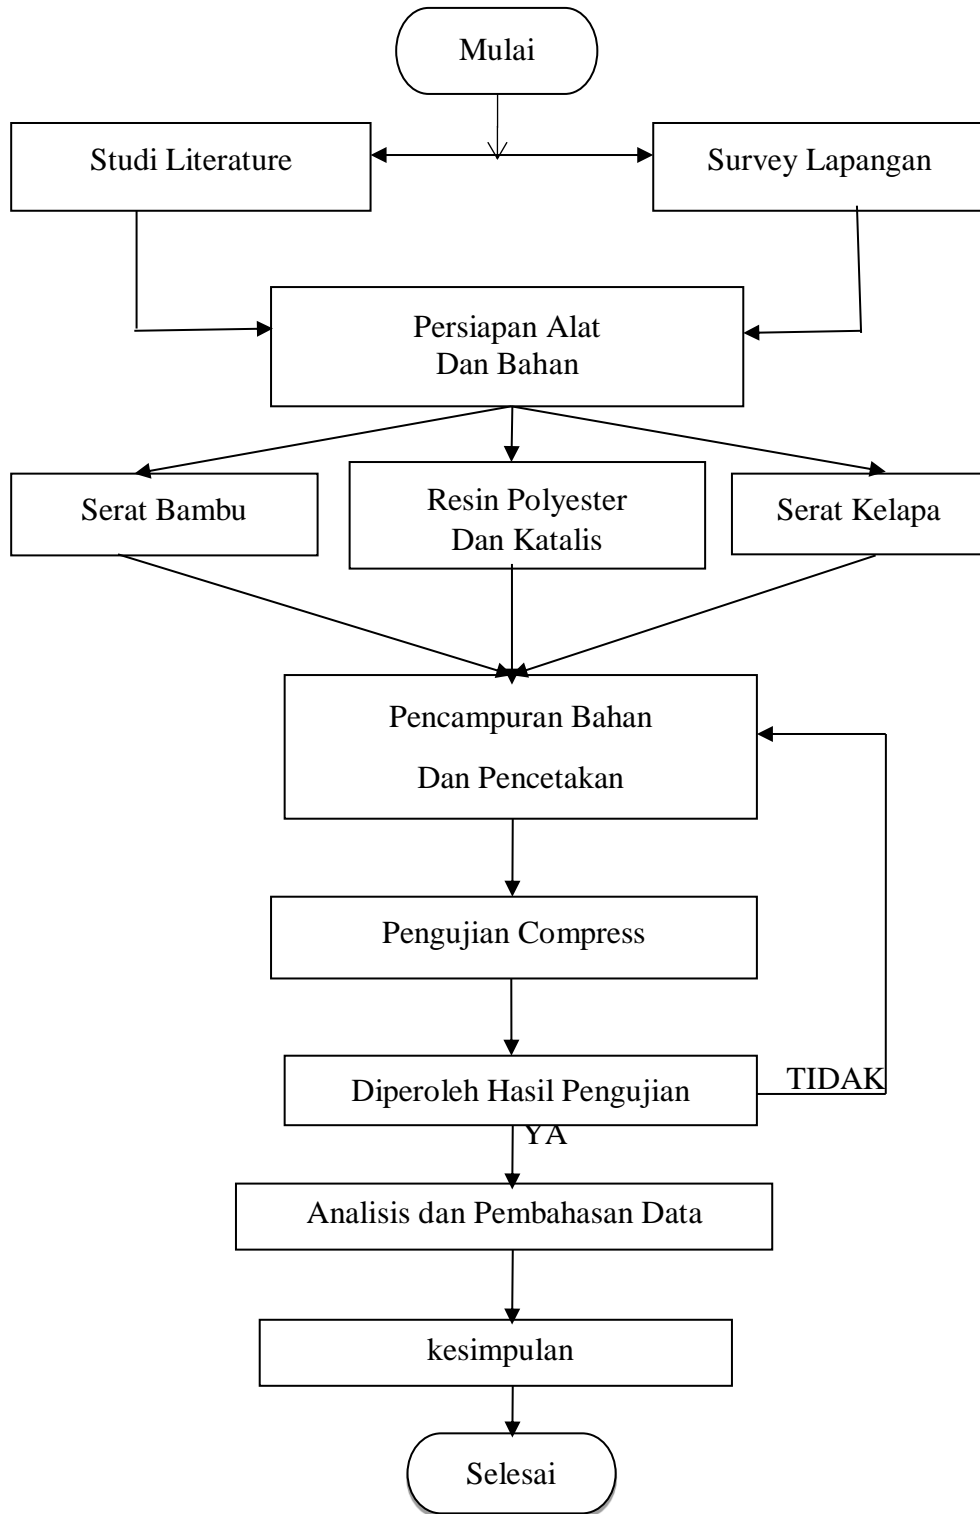 Mulai
Studi Literature
Survey Lapangan
Persiapan Alat
Dan Bahan
Serat Bambu
Resin Polyester
Dan Katalis
Serat Kelapa
Pencampuran Bahan
Dan Pencetakan
Pengujian Compress
Diperoleh Hasil Pengujian
TIDAK
YA
Analisis dan Pembahasan Data
kesimpulan
Selesai